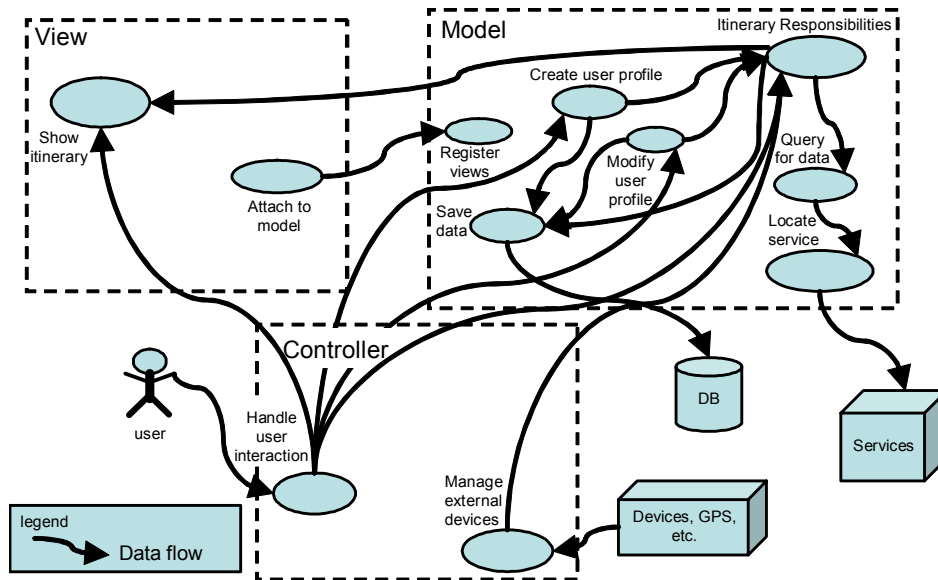 View
Model
Itinerary Responsibilities
Create user profile
Show
itinerary
Register
views
Modify
user
profile
Query
for data
Attach to
model
Save
data
Locate
service
Controller
user
Handle
user
interaction
DB
Services
Manage
external
devices
Devices, GPS,
etc.
legend
Data flow